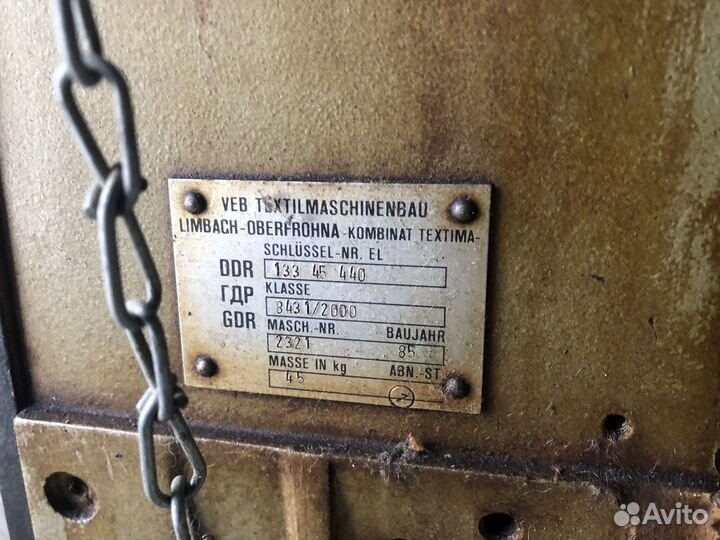 VEB TEXTILMASCHINENBAU
LIMBACH-OBERFROHNA-KOMBINAT TEXTIMA-
SCHLÜSSEL-NR. EL
DDR 133 45 440
ГДР KLASSE
8431/2000
GDR MASCH.-NR. BAUJAHR
2321 85
MASSE IN kg ABN.-ST.
45
Avito